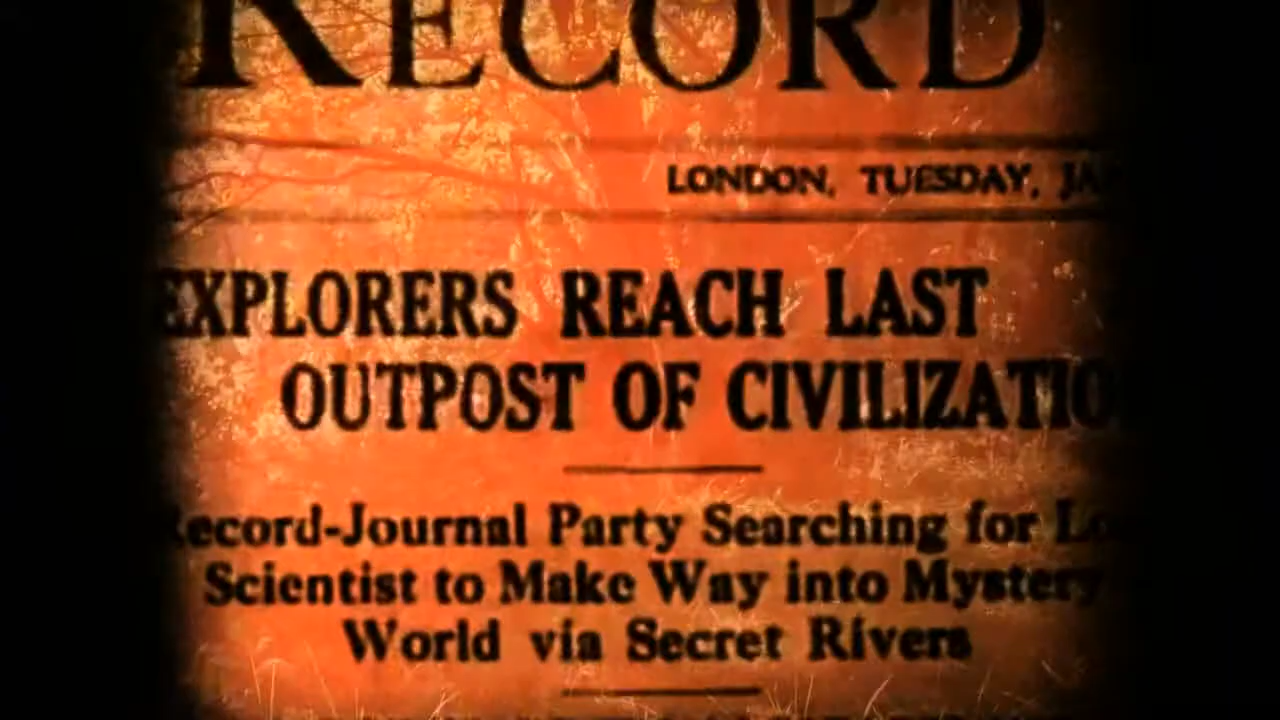 RECORD
LONDON, TUESDAY, JA
EXPLORERS REACH LAST
OUTPOST OF CIVILIZATIO
Record-Journal Party Searching for Lo
Scientist to Make Way into Mystery
World via Secret Rivers